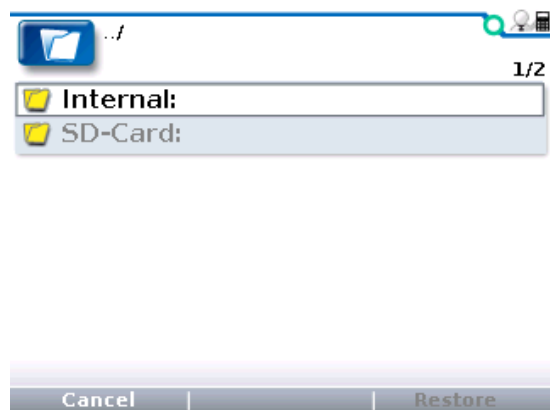 ../
1/2
Internal:
SD-Card:
Cancel | | Restore